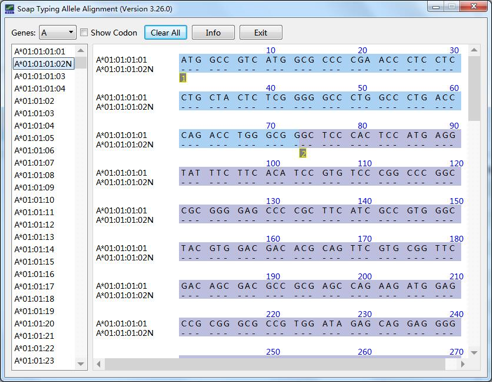 Soap Typing Allele Alignment (Version 3.26.0)
Genes: A Show Codon Clear All Info Exit
A*01:01:01:01
A*01:01:01:02N
A*01:01:01:03
A*01:01:01:04
A*01:01:02
A*01:01:03
A*01:01:04
A*01:01:05
A*01:01:06
A*01:01:07
A*01:01:08
A*01:01:09
A*01:01:10
A*01:01:11
A*01:01:12
A*01:01:13
A*01:01:14
A*01:01:15
A*01:01:16
A*01:01:17
A*01:01:18
A*01:01:19
A*01:01:20
A*01:01:21
A*01:01:22
A*01:01:23
10 20 30
A*01:01:01:01 ATG GCC GTC ATG GCG CCC CGA ACC CTC CTC
A*01:01:01:02N --- --- --- --- --- --- --- --- --- ---
40 50 60
A*01:01:01:01 CTG CTA CTC TCG GGG GCC CTG GCC CTG ACC
A*01:01:01:02N --- --- --- --- --- --- --- --- --- ---
70 80 90
A*01:01:01:01 CAG ACC TGG GCG GGC TCC CAC TCC ATG AGG
A*01:01:01:02N --- --- --- --- --- --- --- --- --- ---
100 110 120
A*01:01:01:01 TAT TTC TTC ACA TCC GTG TCC CGG CCC GGC
A*01:01:01:02N --- --- --- --- --- --- --- --- --- ---
130 140 150
A*01:01:01:01 CGC GGG GAG CCC CGC TTC ATC GCC GTG GGC
A*01:01:01:02N --- --- --- --- --- --- --- --- --- ---
160 170 180
A*01:01:01:01 TAC GTG GAC GAC ACG CAG TTC GTG CGG TTC
A*01:01:01:02N --- --- --- --- --- --- --- --- --- ---
190 200 210
A*01:01:01:01 GAC AGC GAC GCC GCG AGC CAG AAG ATG GAG
A*01:01:01:02N --- --- --- --- --- --- --- --- --- ---
220 230 240
A*01:01:01:01 CCG CGG GCG CCG TGG ATA GAG CAG GAG GGG
A*01:01:01:02N --- --- --- --- --- --- --- --- --- ---
250 260 270